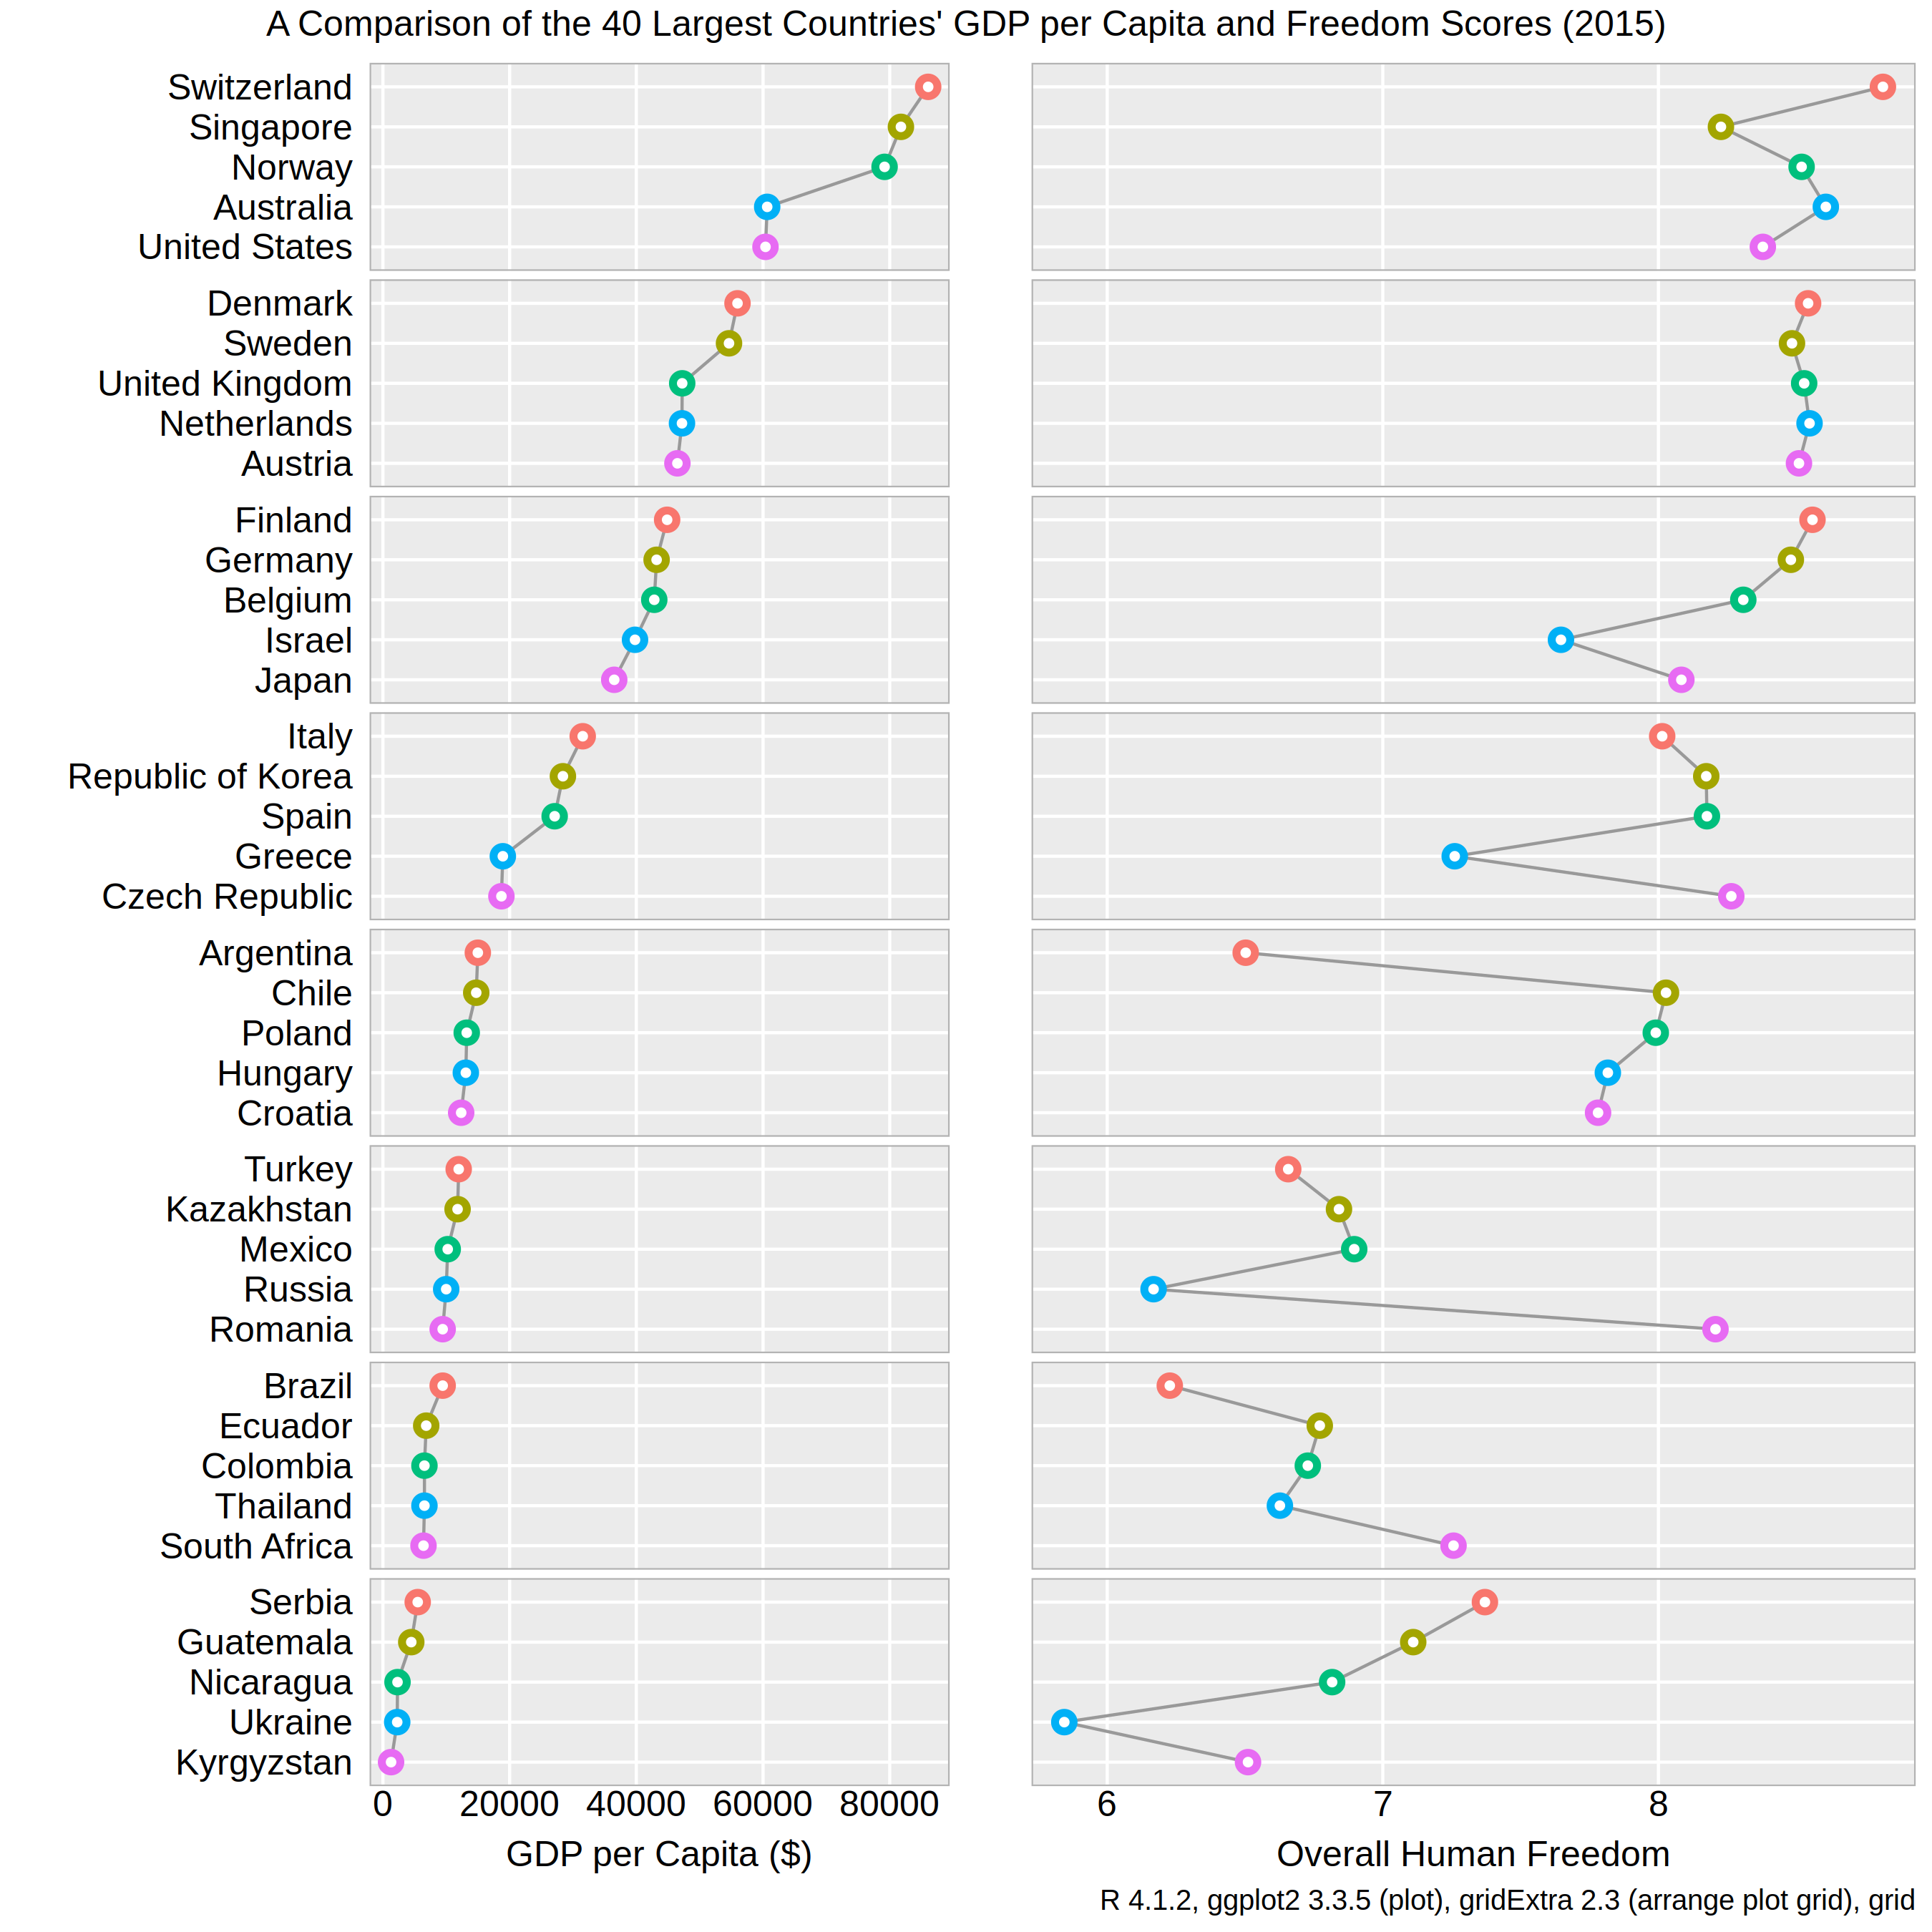 A Comparison of the 40 Largest Countries' GDP per Capita and Freedom Scores (2015)
Switzerland
Singapore
Norway
Australia
United States
Denmark
Sweden
United Kingdom
Netherlands
Austria
Finland
Germany
Belgium
Israel
Japan
Italy
Republic of Korea
Spain
Greece
Czech Republic
Argentina
Chile
Poland
Hungary
Croatia
Turkey
Kazakhstan
Mexico
Russia
Romania
Brazil
Ecuador
Colombia
Thailand
South Africa
Serbia
Guatemala
Nicaragua
Ukraine
Kyrgyzstan
0 20000 40000 60000 80000
GDP per Capita ($)
6 7 8
Overall Human Freedom
R 4.1.2, ggplot2 3.3.5 (plot), gridExtra 2.3 (arrange plot grid), grid